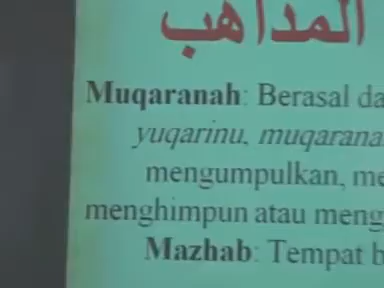 المذاهب
Muqaranah: Berasal da
yuqarinu, muqarana
mengumpulkan, me
menghimpun atau meng
Mazhab: Tempat b